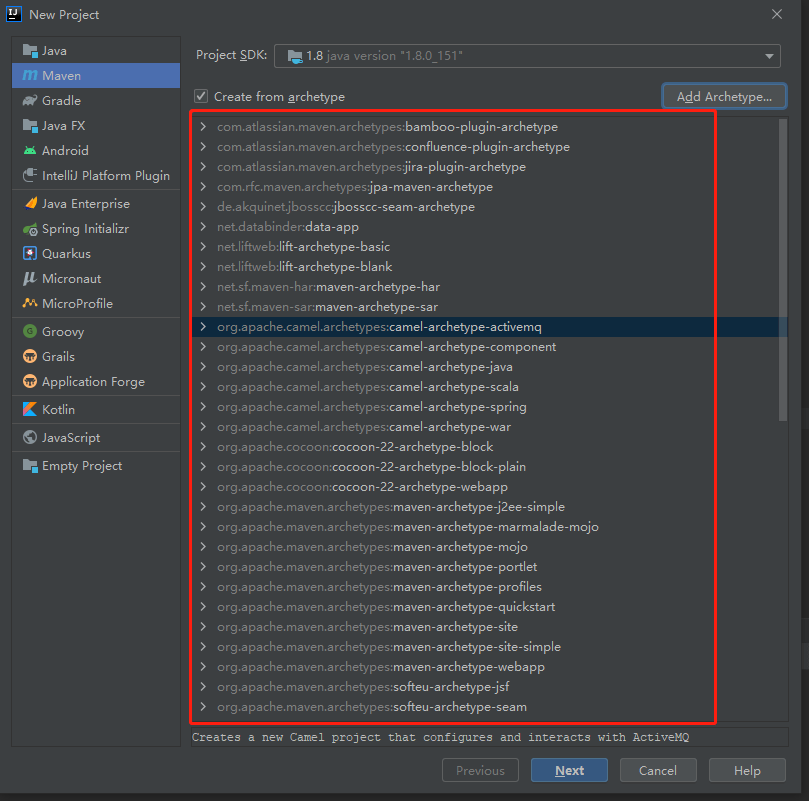 New Project
Java
Maven
Gradle
Java FX
Android
IntelliJ Platform Plugin
Java Enterprise
Spring Initializr
Quarkus
Micronaut
MicroProfile
Groovy
Grails
Application Forge
Kotlin
JavaScript
Empty Project
Project SDK: 1.8 java version "1.8.0_151"
Create from archetype
Add Archetype...
com.atlassian.maven.archetypes:bamboo-plugin-archetype
com.atlassian.maven.archetypes:confluence-plugin-archetype
com.atlassian.maven.archetypes:jira-plugin-archetype
com.rfc.maven.archetypes:jpa-maven-archetype
de.akquinet.jbosscc:jbosscc-seam-archetype
net.databinder:data-app
net.liftweb:lift-archetype-basic
net.liftweb:lift-archetype-blank
net.sf.maven-har:maven-archetype-har
net.sf.maven-sar:maven-archetype-sar
org.apache.camel.archetypes:camel-archetype-activemq
org.apache.camel.archetypes:camel-archetype-component
org.apache.camel.archetypes:camel-archetype-java
org.apache.camel.archetypes:camel-archetype-scala
org.apache.camel.archetypes:camel-archetype-spring
org.apache.camel.archetypes:camel-archetype-war
org.apache.cocoon:cocoon-22-archetype-block
org.apache.cocoon:cocoon-22-archetype-block-plain
org.apache.cocoon:cocoon-22-archetype-webapp
org.apache.maven.archetypes:maven-archetype-j2ee-simple
org.apache.maven.archetypes:maven-archetype-marmalade-mojo
org.apache.maven.archetypes:maven-archetype-mojo
org.apache.maven.archetypes:maven-archetype-portlet
org.apache.maven.archetypes:maven-archetype-profiles
org.apache.maven.archetypes:maven-archetype-quickstart
org.apache.maven.archetypes:maven-archetype-site
org.apache.maven.archetypes:maven-archetype-site-simple
org.apache.maven.archetypes:maven-archetype-webapp
org.apache.maven.archetypes:softeu-archetype-jsf
org.apache.maven.archetypes:softeu-archetype-seam
Creates a new Camel project that configures and interacts with ActiveMQ
Previous
Next
Cancel
Help